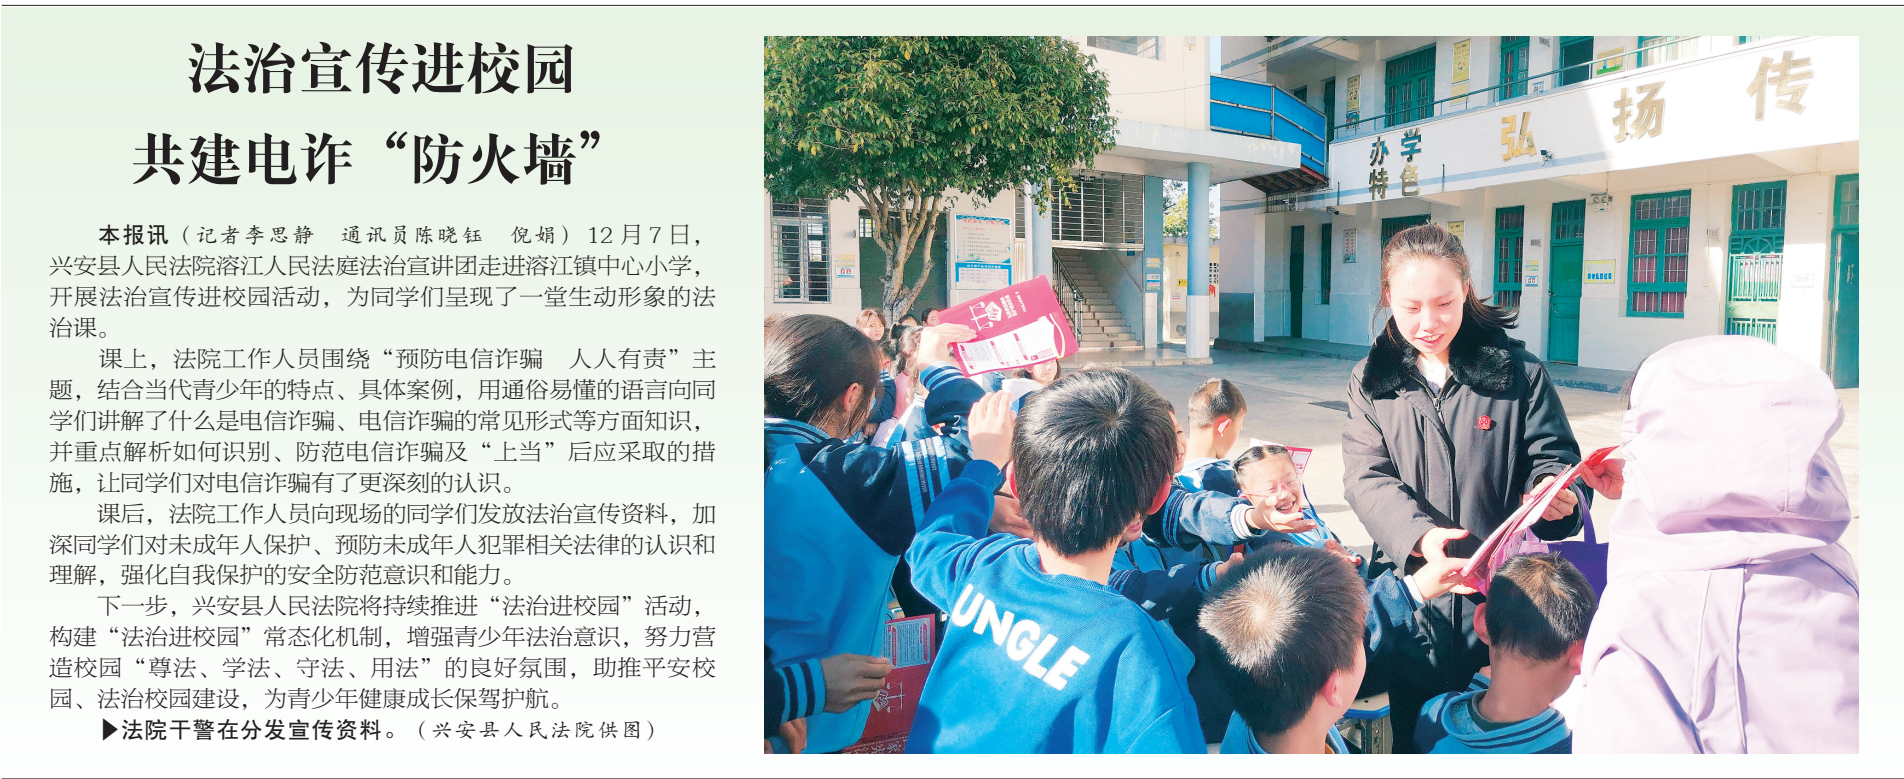 法治宣传进校园
共建电诈“防火墙”
本报讯（记者李思静　通讯员陈晓钰　倪娟）12月7日，
兴安县人民法院溶江人民法庭法治宣讲团走进溶江镇中心小学，
开展法治宣传进校园活动，为同学们呈现了一堂生动形象的法
治课。
课上，法院工作人员围绕“预防电信诈骗　人人有责”主
题，结合当代青少年的特点、具体案例，用通俗易懂的语言向同
学们讲解了什么是电信诈骗、电信诈骗的常见形式等方面知识，
并重点解析如何识别、防范电信诈骗及“上当”后应采取的措
施，让同学们对电信诈骗有了更深刻的认识。
课后，法院工作人员向现场的同学们发放法治宣传资料，加
深同学们对未成年人保护、预防未成年人犯罪相关法律的认识和
理解，强化自我保护的安全防范意识和能力。
下一步，兴安县人民法院将持续推进“法治进校园”活动，
构建“法治进校园”常态化机制，增强青少年法治意识，努力营
造校园“尊法、学法、守法、用法”的良好氛围，助推平安校
园、法治校园建设，为青少年健康成长保驾护航。
▶法院干警在分发宣传资料。（兴安县人民法院供图）
办学
特色
弘扬传
UNGLE